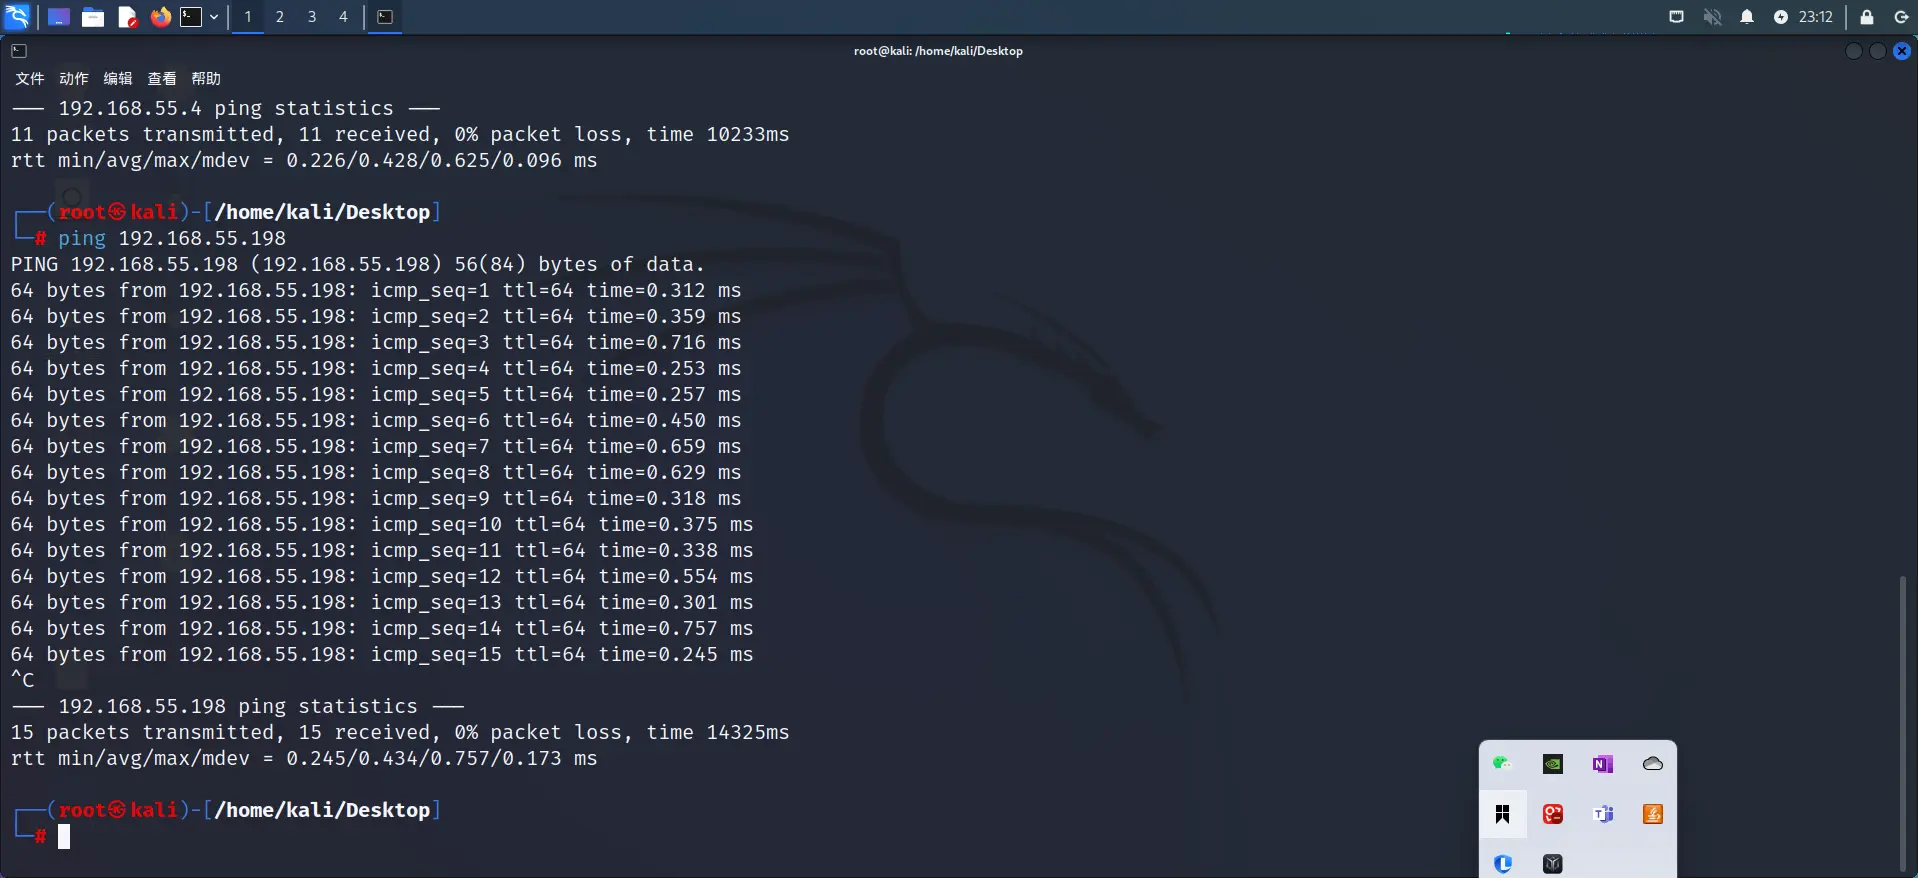 1 2 3 4 23:12
root@kali: /home/kali/Desktop
文件 动作 编辑 查看 帮助
--- 192.168.55.4 ping statistics ---
11 packets transmitted, 11 received, 0% packet loss, time 10233ms
rtt min/avg/max/mdev = 0.226/0.428/0.625/0.096 ms
┌──(root㉿kali)-[/home/kali/Desktop]
└─# ping 192.168.55.198
PING 192.168.55.198 (192.168.55.198) 56(84) bytes of data.
64 bytes from 192.168.55.198: icmp_seq=1 ttl=64 time=0.312 ms
64 bytes from 192.168.55.198: icmp_seq=2 ttl=64 time=0.359 ms
64 bytes from 192.168.55.198: icmp_seq=3 ttl=64 time=0.716 ms
64 bytes from 192.168.55.198: icmp_seq=4 ttl=64 time=0.253 ms
64 bytes from 192.168.55.198: icmp_seq=5 ttl=64 time=0.257 ms
64 bytes from 192.168.55.198: icmp_seq=6 ttl=64 time=0.450 ms
64 bytes from 192.168.55.198: icmp_seq=7 ttl=64 time=0.659 ms
64 bytes from 192.168.55.198: icmp_seq=8 ttl=64 time=0.629 ms
64 bytes from 192.168.55.198: icmp_seq=9 ttl=64 time=0.318 ms
64 bytes from 192.168.55.198: icmp_seq=10 ttl=64 time=0.375 ms
64 bytes from 192.168.55.198: icmp_seq=11 ttl=64 time=0.338 ms
64 bytes from 192.168.55.198: icmp_seq=12 ttl=64 time=0.554 ms
64 bytes from 192.168.55.198: icmp_seq=13 ttl=64 time=0.301 ms
64 bytes from 192.168.55.198: icmp_seq=14 ttl=64 time=0.757 ms
64 bytes from 192.168.55.198: icmp_seq=15 ttl=64 time=0.245 ms
^C
--- 192.168.55.198 ping statistics ---
15 packets transmitted, 15 received, 0% packet loss, time 14325ms
rtt min/avg/max/mdev = 0.245/0.434/0.757/0.173 ms
┌──(root㉿kali)-[/home/kali/Desktop]
└─#